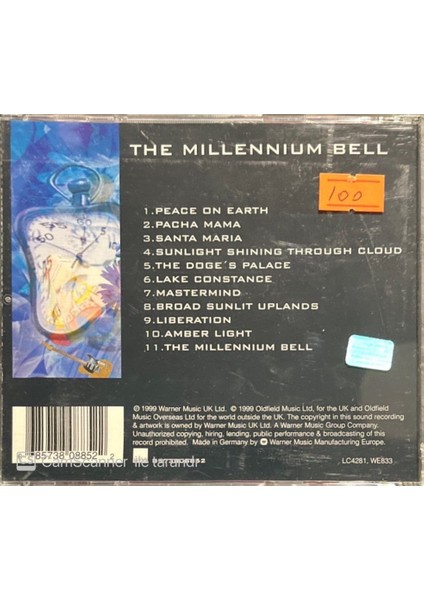 THE MILLENNIUM BELL
100
1.PEACE ON EARTH
2.PACHA MAMA
3.SANTA MARIA
4.SUNLIGHT SHINING THROUGH CLOUD
5.THE DOGE´S PALACE
6.LAKE CONSTANCE
7.MASTERMIND
8.BROAD SUNLIT UPLANDS
9.LIBERATION
10.AMBER LIGHT
11.THE MILLENNIUM BELL
℗ 1999 Warner Music UK Ltd. © 1999 Oldfield Music Ltd, for the UK and Oldfield
Music Overseas Ltd for the world outside the UK. The copyright in this sound recording
& artwork is owned by Warner Music UK Ltd. A Warner Music Group Company.
Unauthorized copying, hiring, lending, public performance & broadcasting of this
record prohibited. Made in Germany by Warner Music Manufacturing Europe.
LC4281, WE833
85738 08852 2
CamScanner ile tarandı